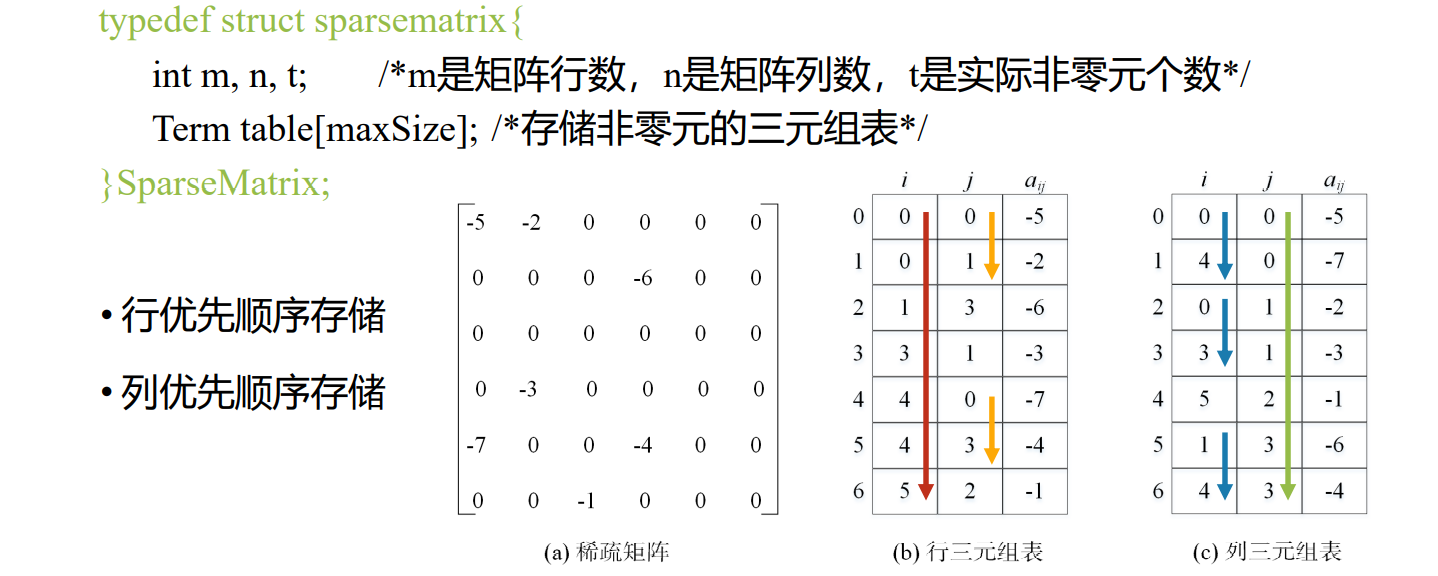 typedef struct sparsematrix{
int m, n, t; /*m是矩阵行数，n是矩阵列数，t是实际非零元个数*/
Term table[maxSize]; /*存储非零元的三元组表*/
}SparseMatrix;
• 行优先顺序存储
• 列优先顺序存储
-5 -2 0 0 0 0
0 0 0 -6 0 0
0 0 0 0 0 0
0 -3 0 0 0 0
-7 0 0 -4 0 0
0 0 -1 0 0 0
(a) 稀疏矩阵
i j aij
0 0 0 -5
1 0 1 -2
2 1 3 -6
3 3 1 -3
4 4 0 -7
5 4 3 -4
6 5 2 -1
(b) 行三元组表
i j aij
0 0 0 -5
1 4 0 -7
2 0 1 -2
3 3 1 -3
4 5 2 -1
5 1 3 -6
6 4 3 -4
(c) 列三元组表